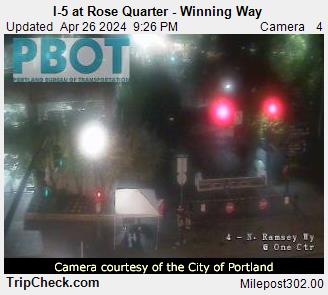 I-5 at Rose Quarter - Winning Way
Updated Apr 26 2024 9:26 PM Camera 4
PBOT
PORTLAND BUREAU OF TRANSPORTATION
4 - N. Ramsey Wy
@ One Ctr
Camera courtesy of the City of Portland
TripCheck.com Milepost302.00